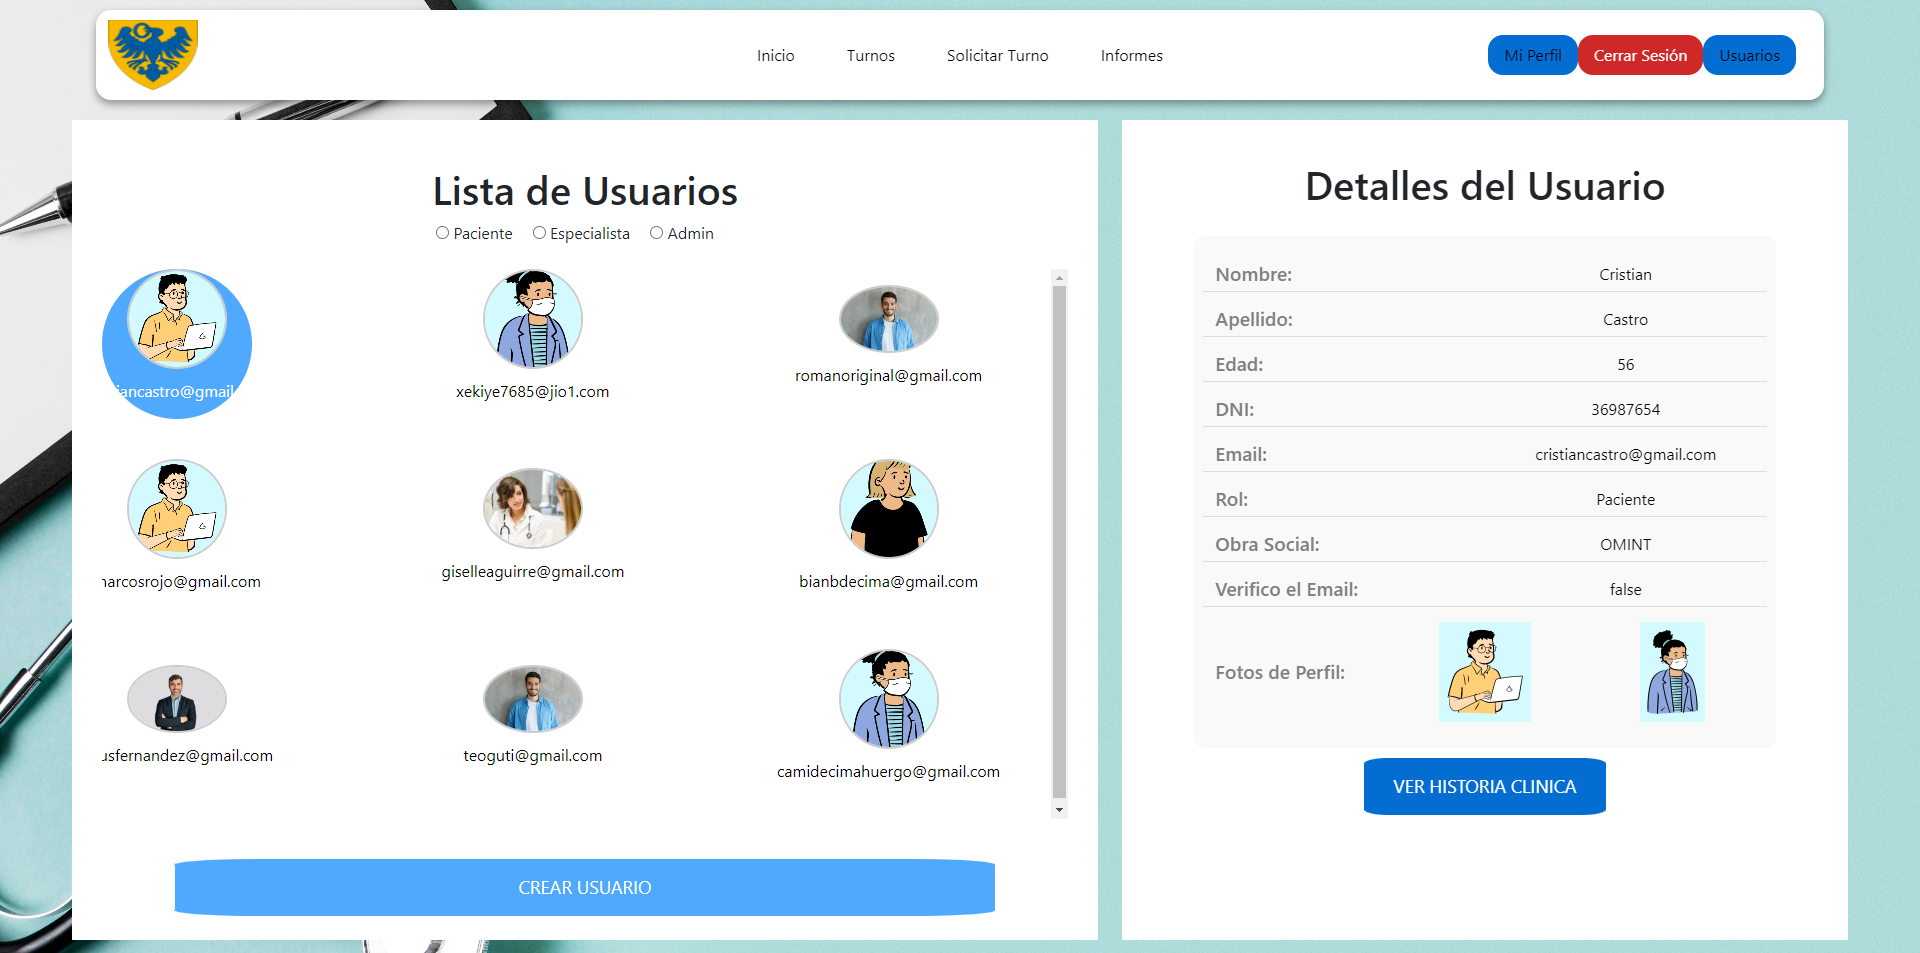 Inicio
Turnos
Solicitar Turno
Informes
Mi Perfil
Cerrar Sesión
Usuarios
Lista de Usuarios
Paciente
Especialista
Admin
iancastro@gmail
xekiye7685@jio1.com
romanoriginal@gmail.com
narcosrojo@gmail.com
giselleaguirre@gmail.com
bianbdecima@gmail.com
usfernandez@gmail.com
teoguti@gmail.com
camidecimahuergo@gmail.com
CREAR USUARIO
Detalles del Usuario
Nombre: Cristian
Apellido: Castro
Edad: 56
DNI: 36987654
Email: cristiancastro@gmail.com
Rol: Paciente
Obra Social: OMINT
Verifico el Email: false
Fotos de Perfil:
VER HISTORIA CLINICA